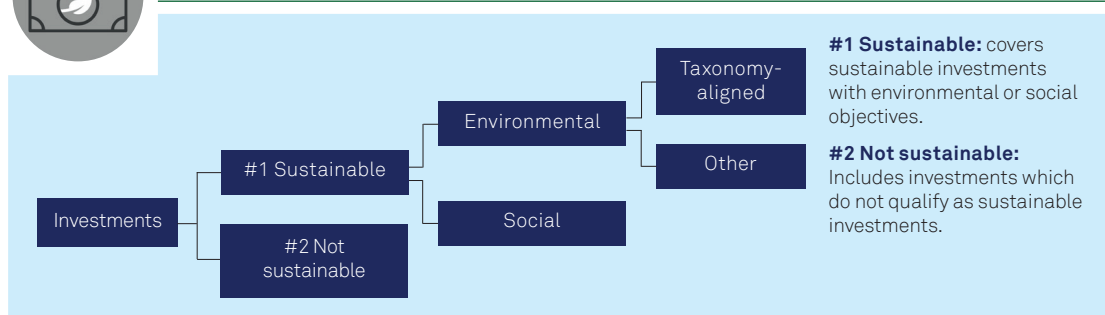 Investments
#1 Sustainable
#2 Not
sustainable
Environmental
Social
Taxonomy-
aligned
Other
#1 Sustainable: covers
sustainable investments
with environmental or social
objectives.
#2 Not sustainable:
Includes investments which
do not qualify as sustainable
investments.